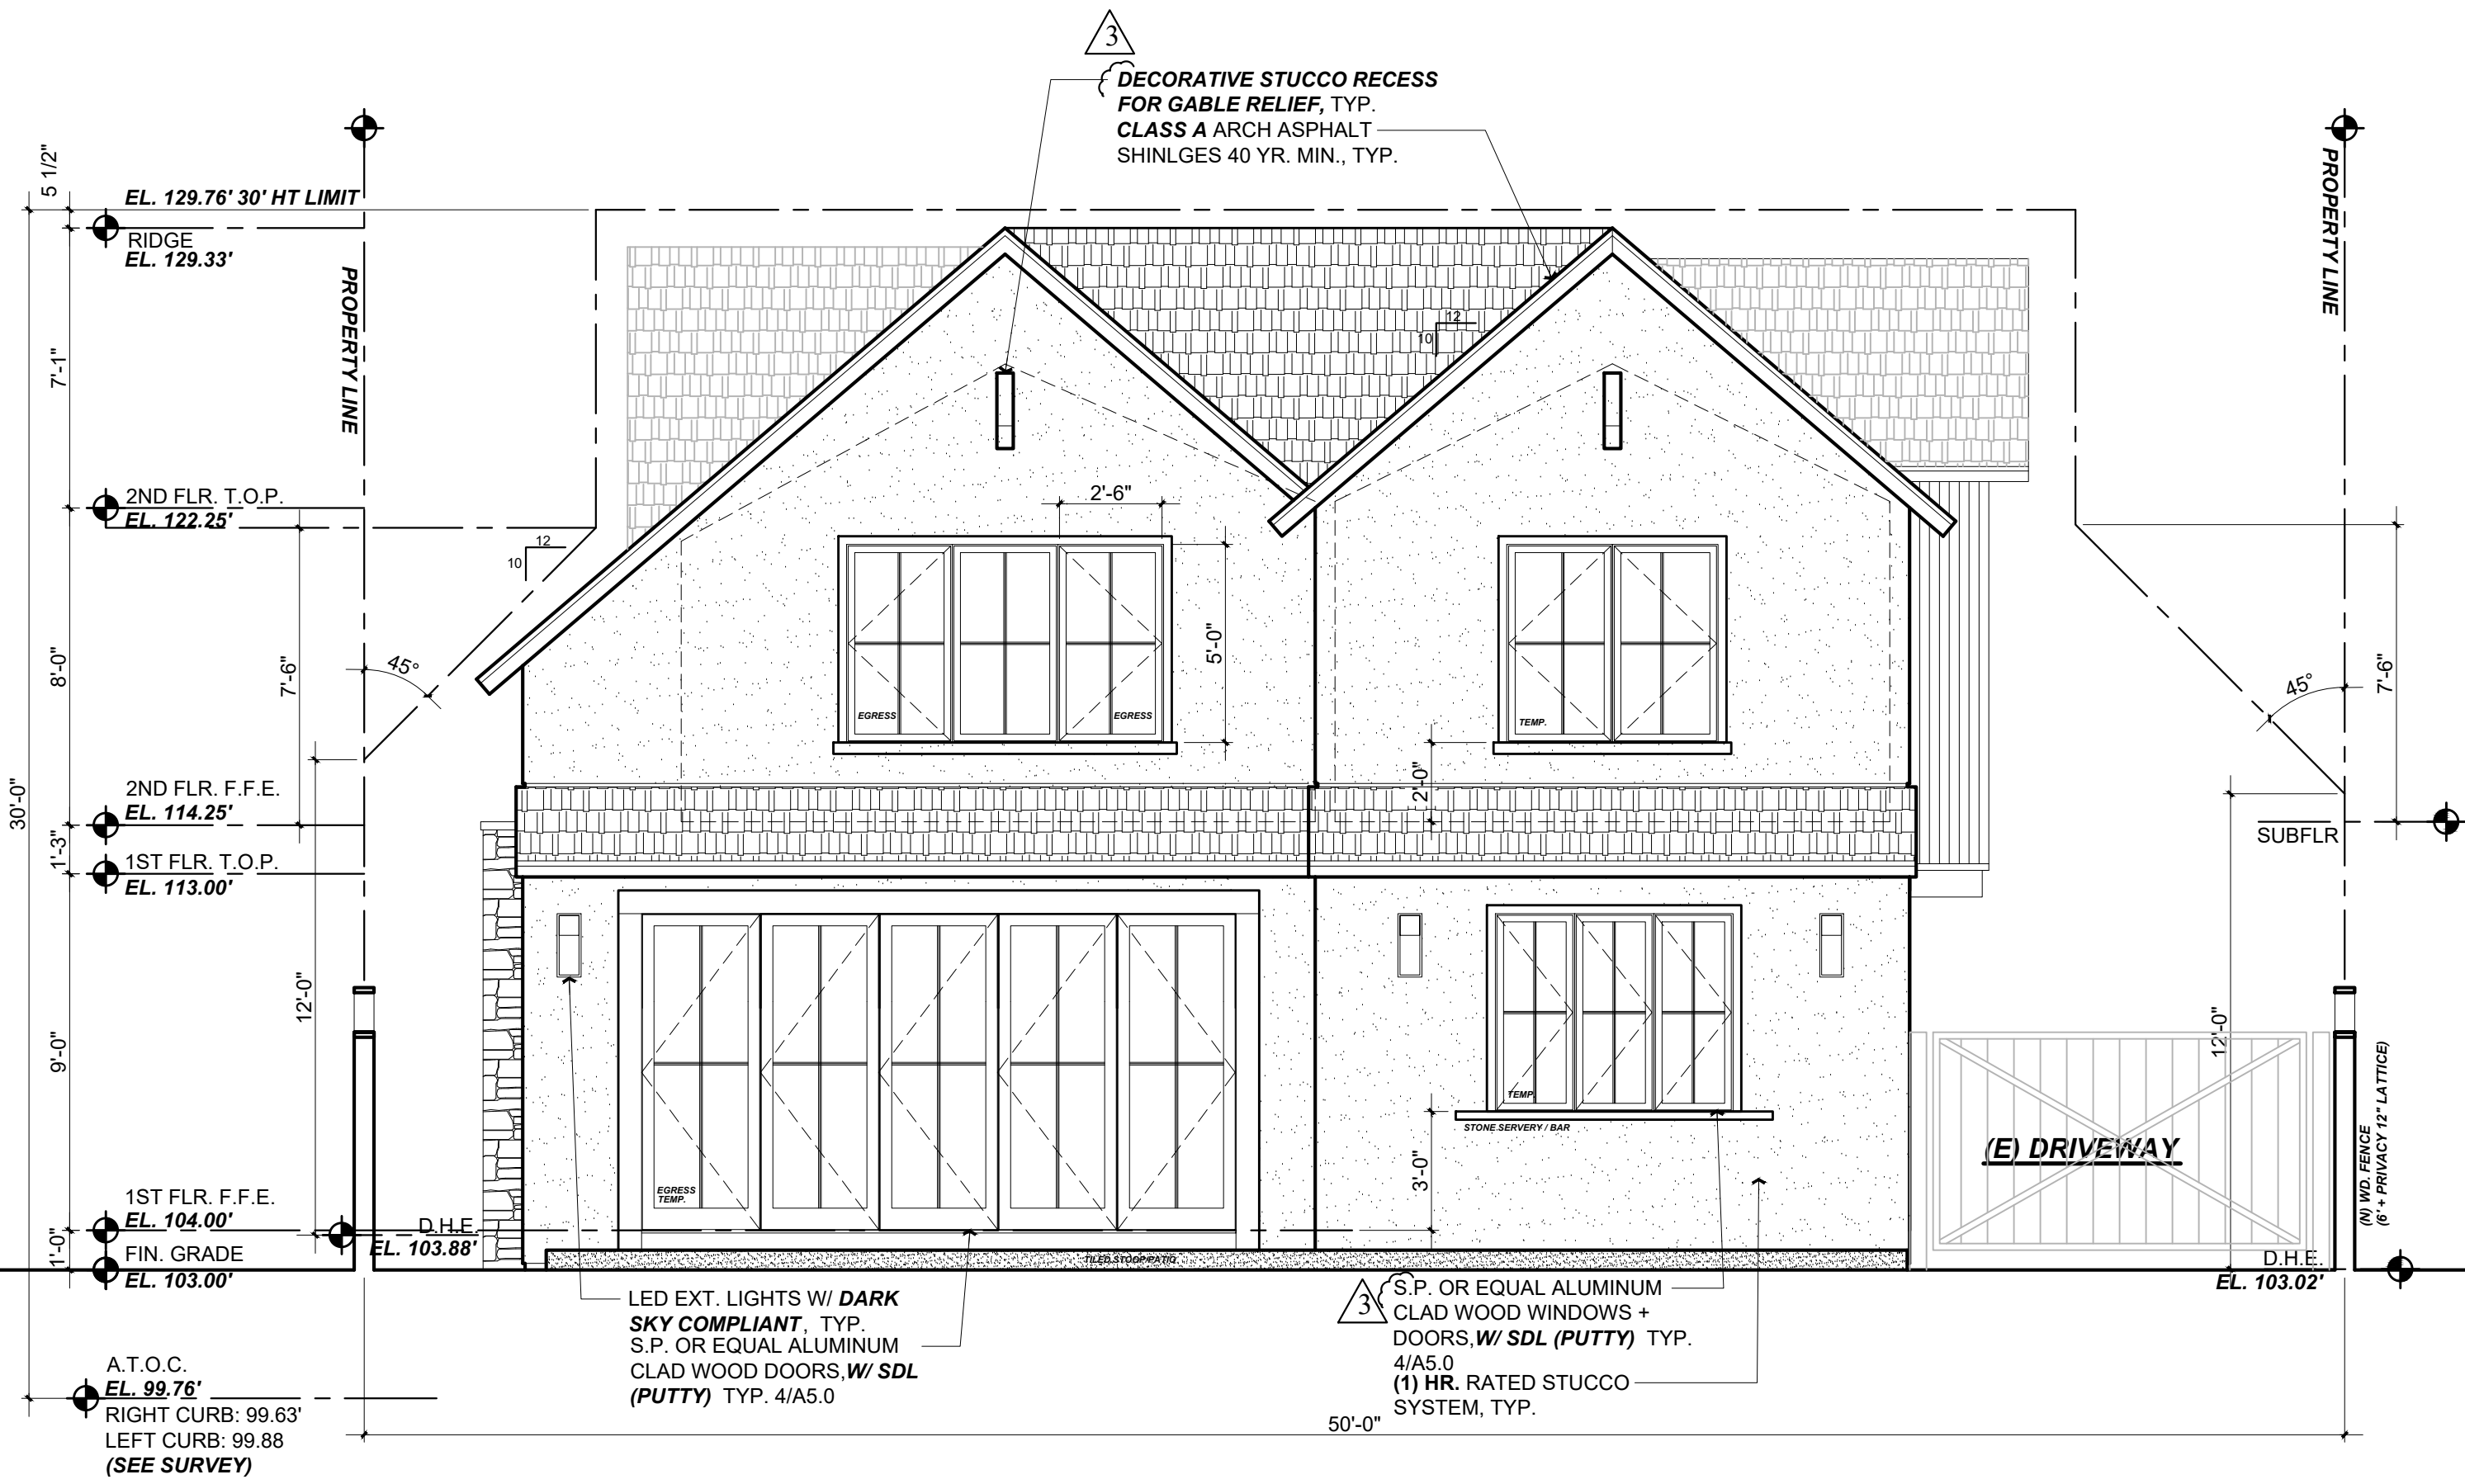 3
DECORATIVE STUCCO RECESS
FOR GABLE RELIEF, TYP.
CLASS A ARCH ASPHALT
SHINLGES 40 YR. MIN., TYP.
5 1/2"
EL. 129.76' 30' HT LIMIT
RIDGE
EL. 129.33'
PROPERTY LINE
PROPERTY LINE
7'-1"
12
10
2ND FLR. T.O.P.
EL. 122.25'
2'-6"
12
10
5'-0"
8'-0"
7'-6"
45°
45°
7'-6"
EGRESS
EGRESS
TEMP.
30'-0"
2ND FLR. F.F.E.
EL. 114.25'
2'-0"
SUBFLR
1'-3"
1ST FLR. T.O.P.
EL. 113.00'
12'-0"
9'-0"
12'-0"
TEMP.
STONE SERVERY / BAR
(E) DRIVEWAY
(N) WD. FENCE
(6' + PRIVACY 12" LATTICE)
3'-0"
EGRESS
TEMP.
1ST FLR. F.F.E.
EL. 104.00'
D.H.E.
EL. 103.88'
1'-0"
FIN. GRADE
EL. 103.00'
TILED STOOP/PATIO
D.H.E.
EL. 103.02'
LED EXT. LIGHTS W/ DARK
SKY COMPLIANT, TYP.
S.P. OR EQUAL ALUMINUM
CLAD WOOD DOORS,W/ SDL
(PUTTY) TYP. 4/A5.0
3
S.P. OR EQUAL ALUMINUM
CLAD WOOD WINDOWS +
DOORS,W/ SDL (PUTTY) TYP.
4/A5.0
(1) HR. RATED STUCCO
SYSTEM, TYP.
A.T.O.C.
EL. 99.76'
RIGHT CURB: 99.63'
LEFT CURB: 99.88
(SEE SURVEY)
50'-0"